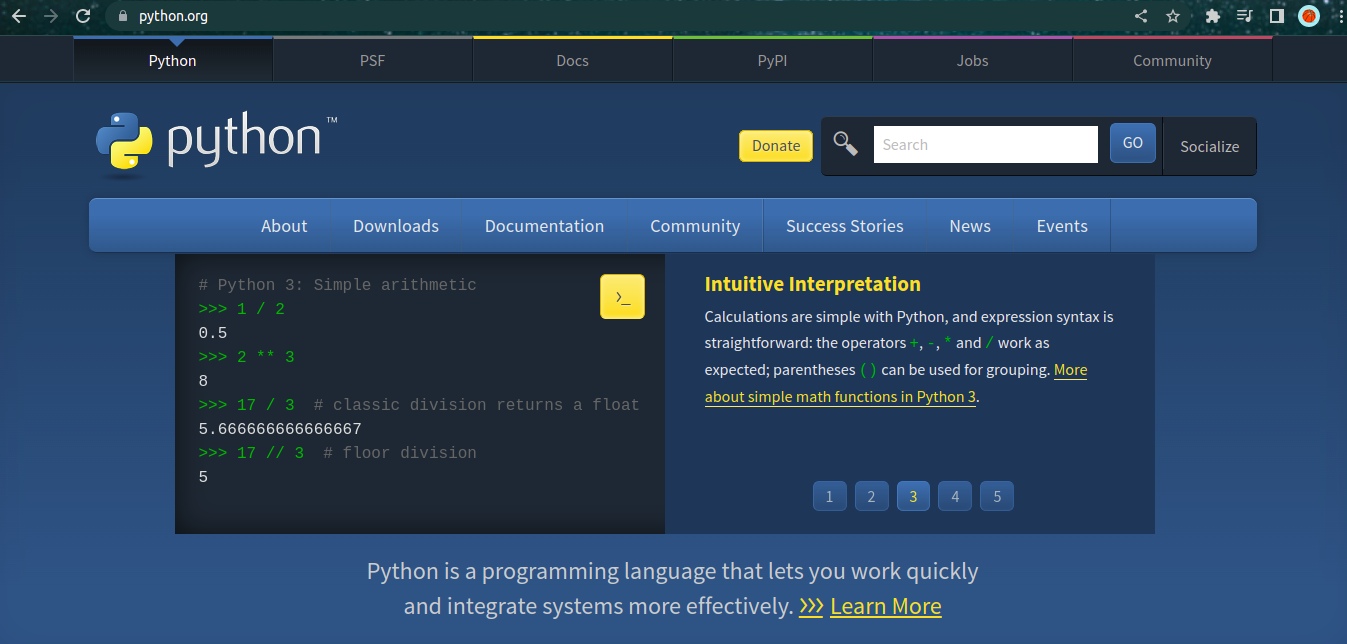 python.org
Python PSF Docs PyPI Jobs Community
python™
Donate Search GO Socialize
About Downloads Documentation Community Success Stories News Events
# Python 3: Simple arithmetic
>>> 1 / 2
0.5
>>> 2 ** 3
8
>>> 17 / 3  # classic division returns a float
5.666666666666667
>>> 17 // 3  # floor division
5
>_
Intuitive Interpretation
Calculations are simple with Python, and expression syntax is
straightforward: the operators +, -, * and / work as
expected; parentheses () can be used for grouping. More
about simple math functions in Python 3.
1 2 3 4 5
Python is a programming language that lets you work quickly
and integrate systems more effectively. >>> Learn More